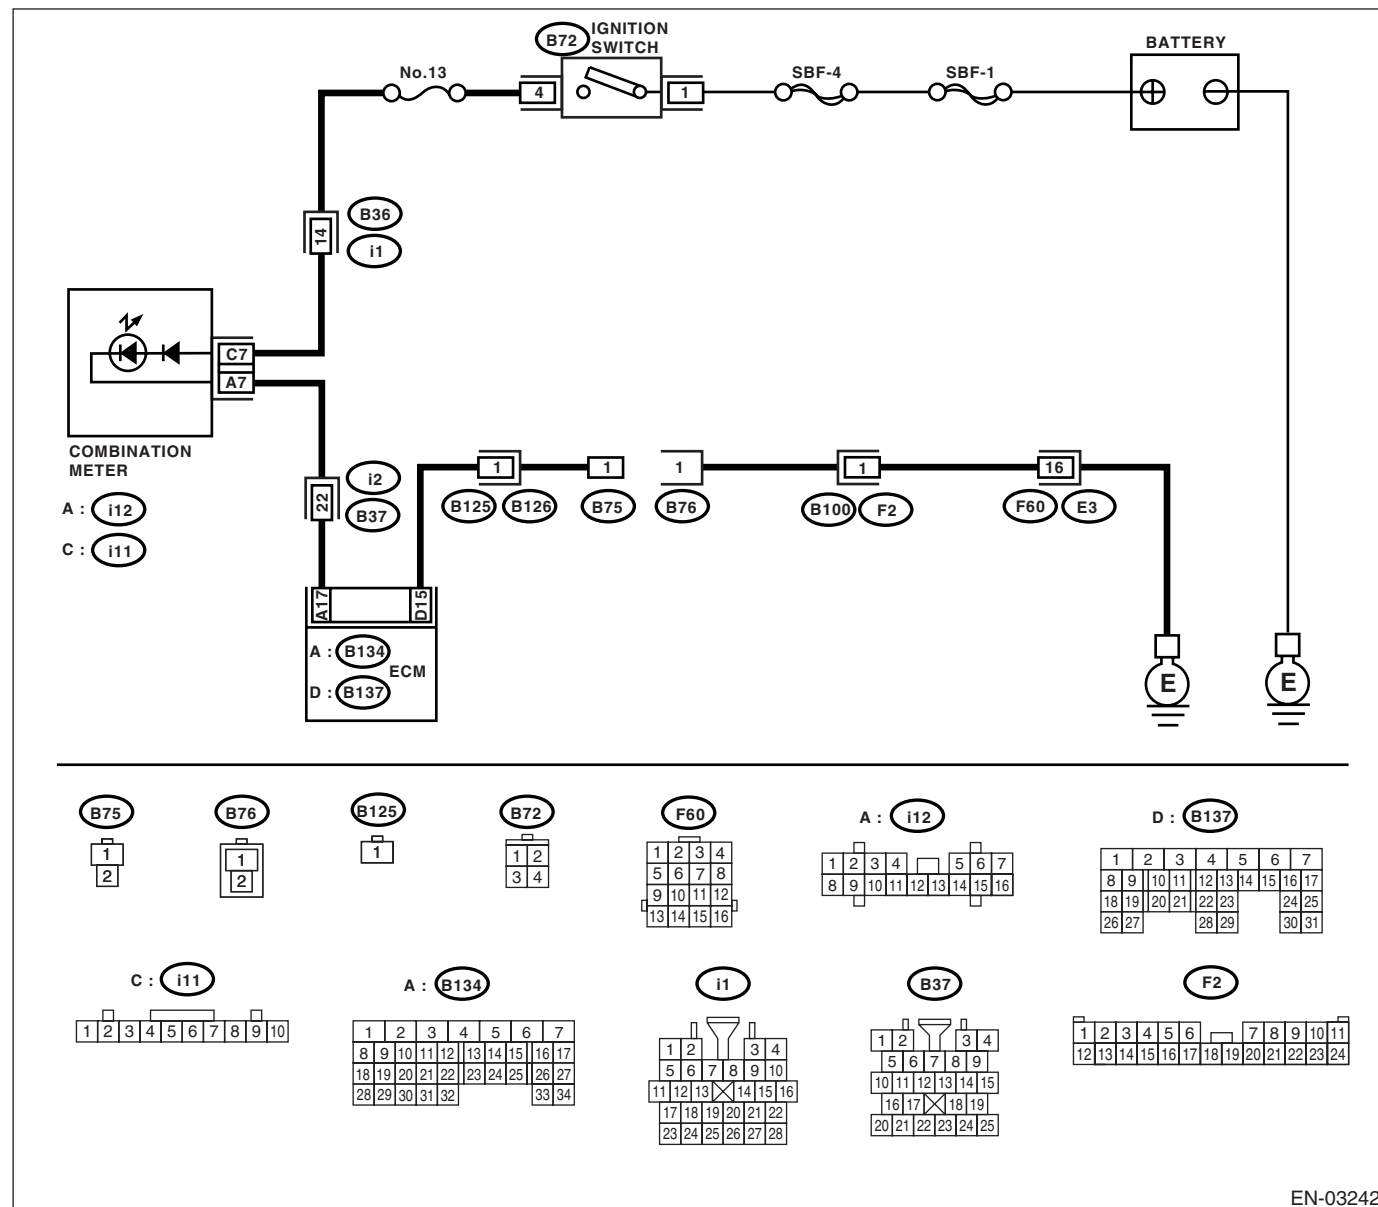 B72 IGNITION
SWITCH
BATTERY
No.13
SBF-4
SBF-1
4
1
14
B36
i1
C7
A7
COMBINATION
METER
A : i12
C : i11
22
i2
B37
1
1
1
1
16
B125 B126 B75 B76 B100 F2 F60 E3
A17
D15
A : B134
ECM
D : B137
E
E
B75
1
2
B76
1
2
B125
1
B72
1 2
3 4
F60
1 2 3 4
5 6 7 8
9 10 11 12
13 14 15 16
A : i12
1 2 3 4 5 6 7
8 9 10 11 12 13 14 15 16
D : B137
1 2 3 4 5 6 7
8 9 10 11 12 13 14 15 16 17
18 19 20 21 22 23 24 25
26 27 28 29 30 31
C : i11
1 2 3 4 5 6 7 8 9 10
A : B134
1 2 3 4 5 6 7
8 9 10 11 12 13 14 15 16 17
18 19 20 21 22 23 24 25 26 27
28 29 30 31 32 33 34
i1
1 2 3 4
5 6 7 8 9 10
11 12 13 14 15 16
17 18 19 20 21 22
23 24 25 26 27 28
B37
1 2 3 4
5 6 7 8 9
10 11 12 13 14 15
16 17 18 19
20 21 22 23 24 25
F2
1 2 3 4 5 6 7 8 9 10 11
12 13 14 15 16 17 18 19 20 21 22 23 24
EN-03242